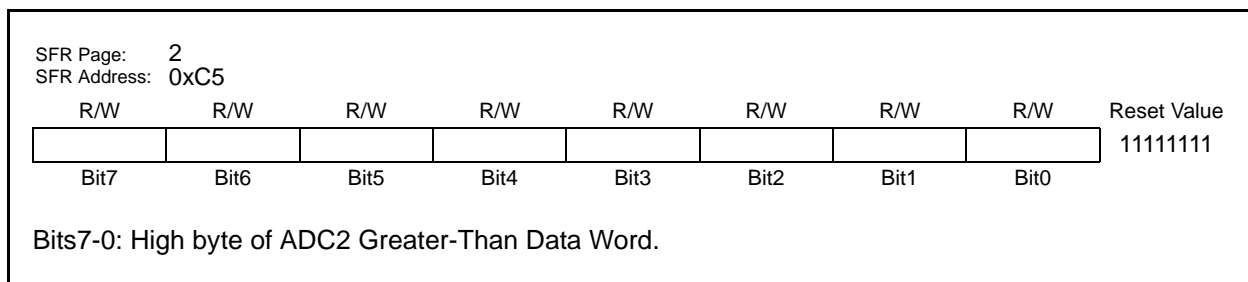 SFR Page: 2
SFR Address: 0xC5
R/W R/W R/W R/W R/W R/W R/W R/W Reset Value
11111111
Bit7 Bit6 Bit5 Bit4 Bit3 Bit2 Bit1 Bit0
Bits7-0: High byte of ADC2 Greater-Than Data Word.